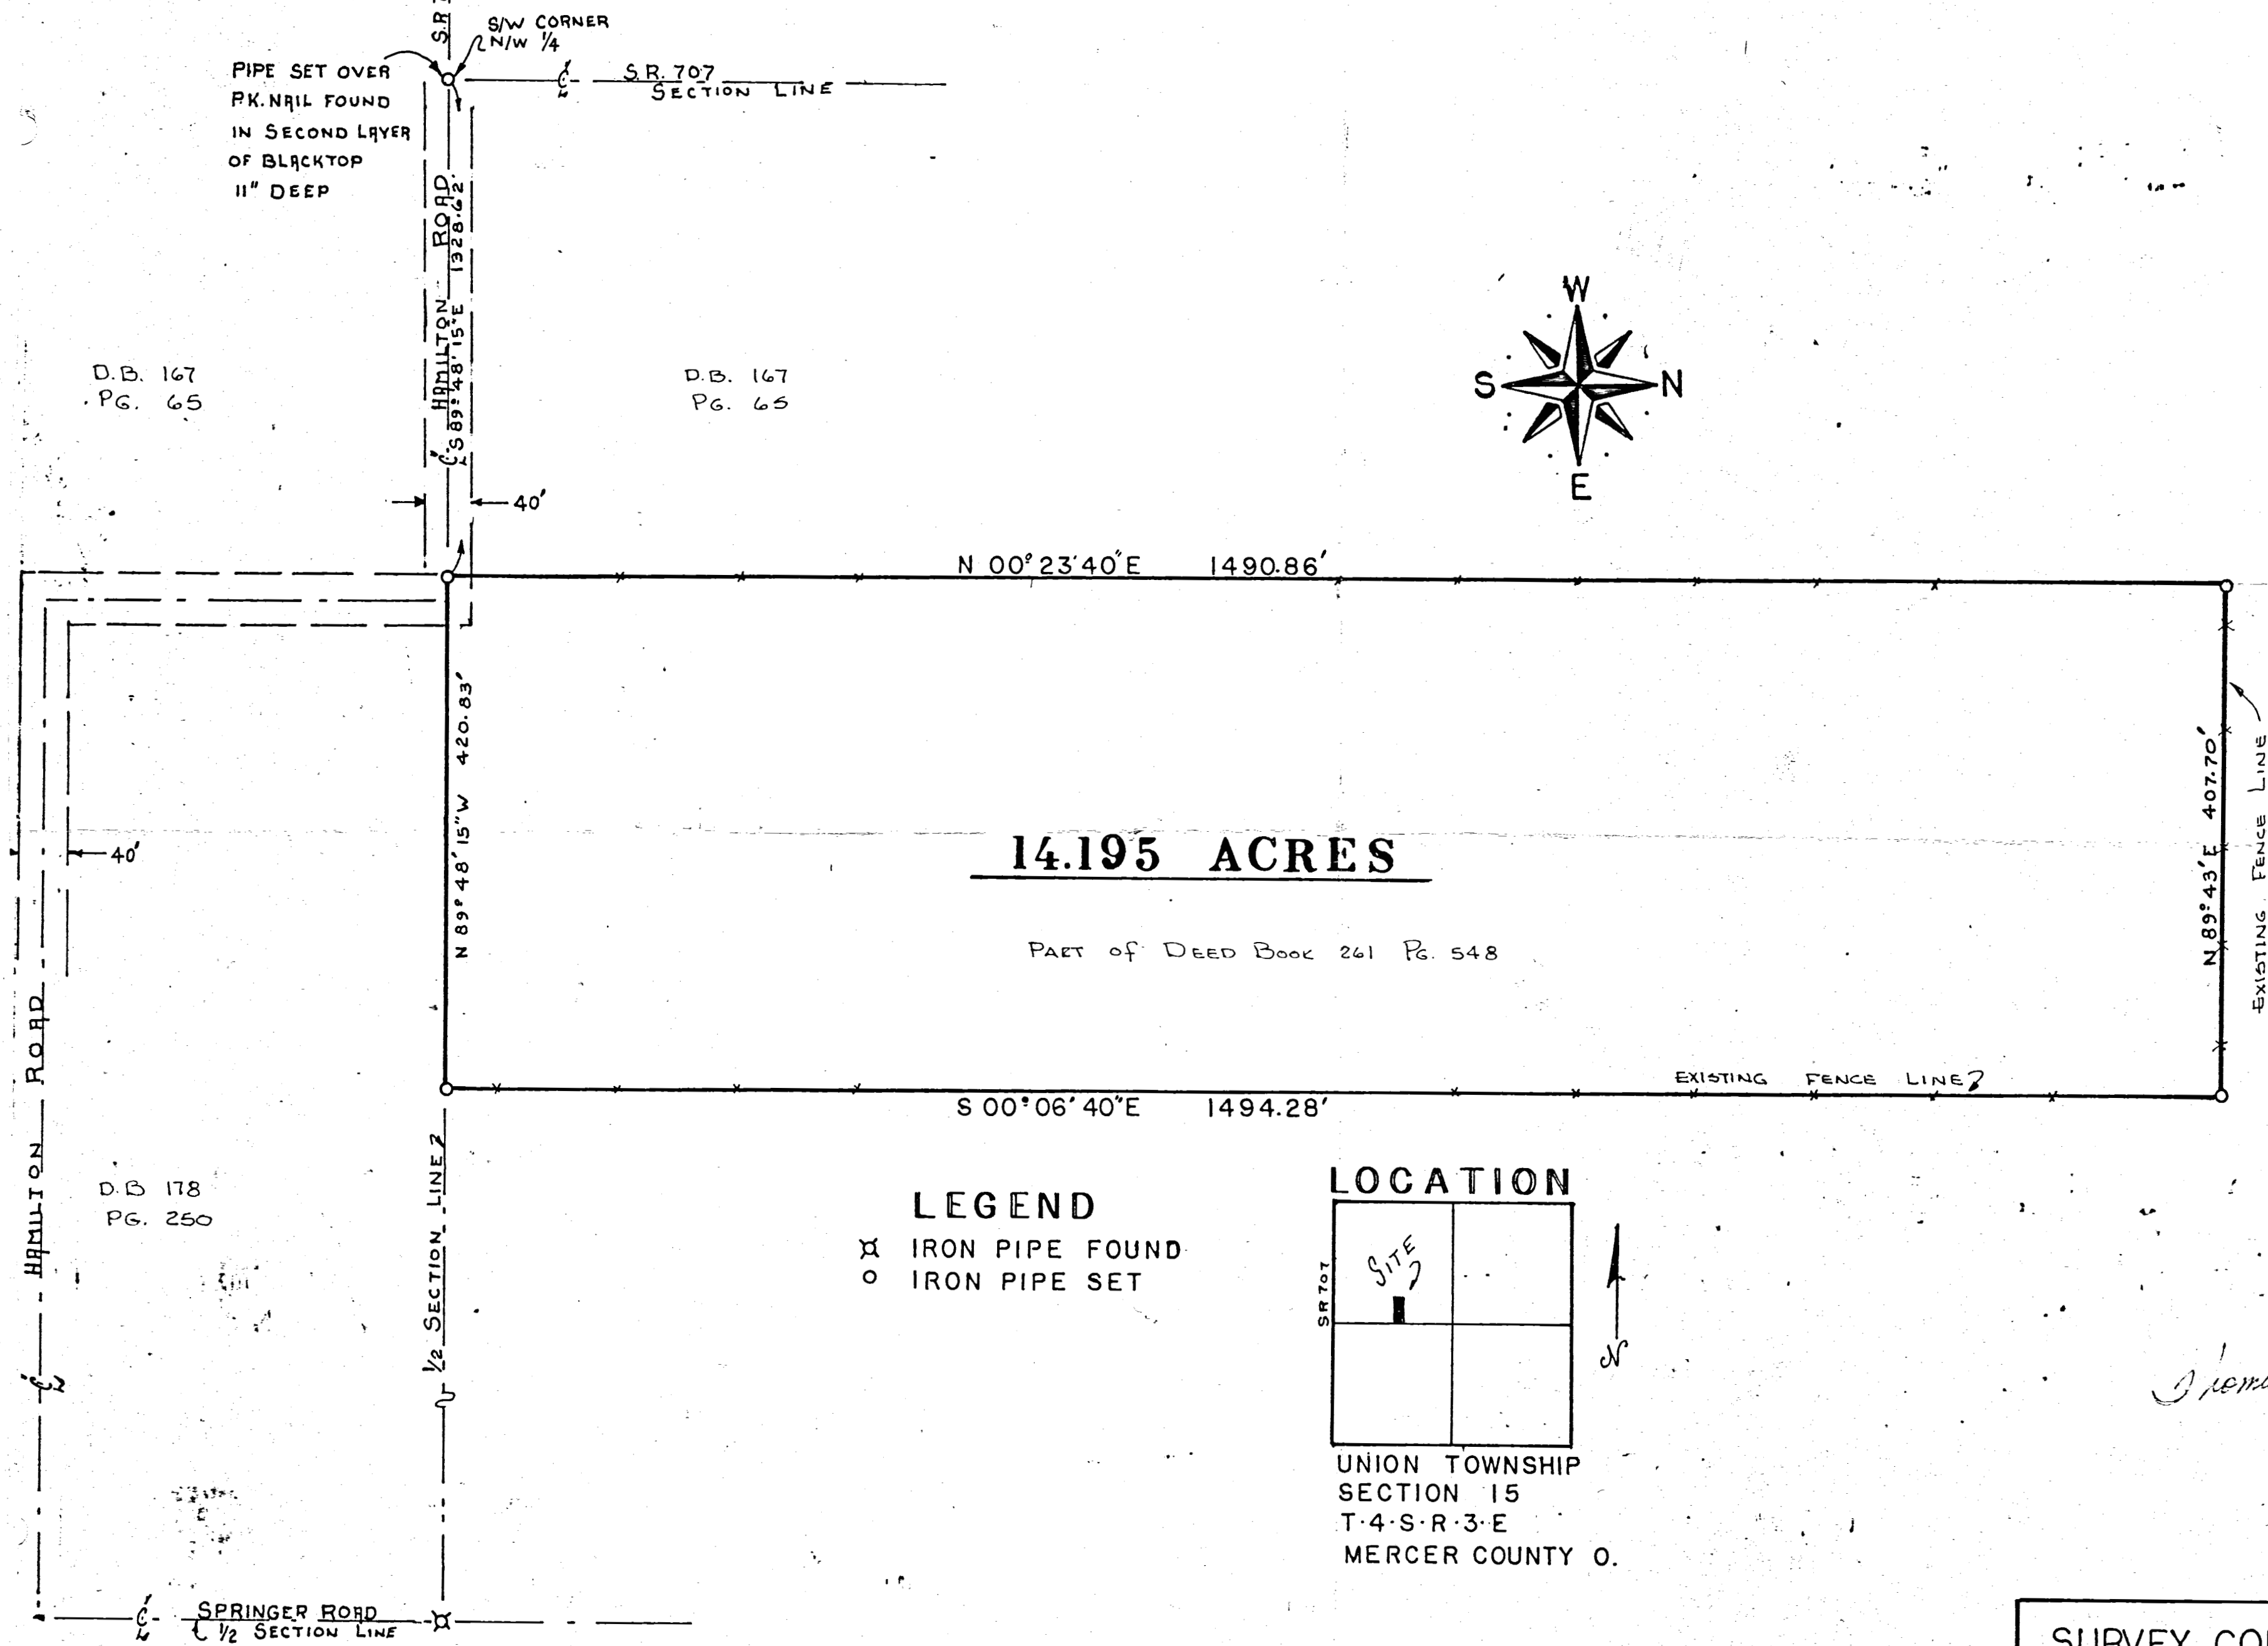 S.R.
S/W CORNER
N/W 1/4
PIPE SET OVER
P.K. NAIL FOUND
IN SECOND LAYER
OF BLACKTOP
11" DEEP
℄ S.R. 707
SECTION LINE
HAMILTON ROAD
℄ S 89° 48' 15" E 1328.62'
D.B. 167
PG. 65
D.B. 167
PG. 65
W
S N
E
40'
N 00° 23' 40" E 1490.86'
N 89° 48' 15" W 420.83'
40'
14.195 ACRES
PART of DEED BOOK 261 PG. 548
N 89° 43' E 407.70'
EXISTING FENCE LINE
EXISTING FENCE LINE
S 00° 06' 40" E 1494.28'
HAMILTON ROAD
℄
D.B 178
PG. 250
1/2 SECTION LINE
LEGEND
IRON PIPE FOUND
IRON PIPE SET
LOCATION
SITE
SR 707
N
UNION TOWNSHIP
SECTION 15
T·4·S·R·3·E
MERCER COUNTY O.
℄ SPRINGER ROAD
1/2 SECTION LINE
SURVEY